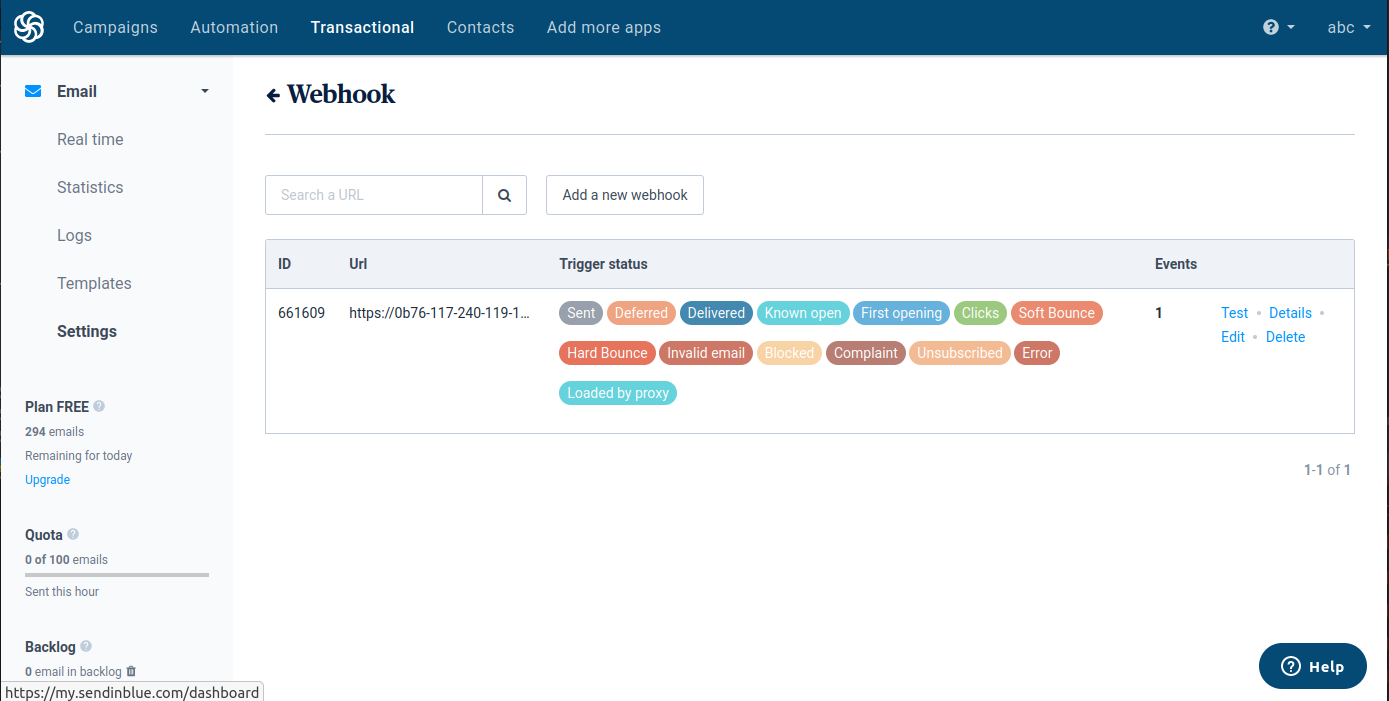 Campaigns Automation Transactional Contacts Add more apps ? abc
Email
Real time
Statistics
Logs
Templates
Settings
Plan FREE ?
294 emails
Remaining for today
Upgrade
Quota ?
0 of 100 emails
Sent this hour
Backlog ?
0 email in backlog
https://my.sendinblue.com/dashboard
Webhook
Search a URL Add a new webhook
ID Url Trigger status Events
661609 https://0b76-117-240-119-1... Sent Deferred Delivered Known open First opening Clicks Soft Bounce 1 Test • Details •
Edit • Delete
Hard Bounce Invalid email Blocked Complaint Unsubscribed Error
Loaded by proxy
1-1 of 1
? Help